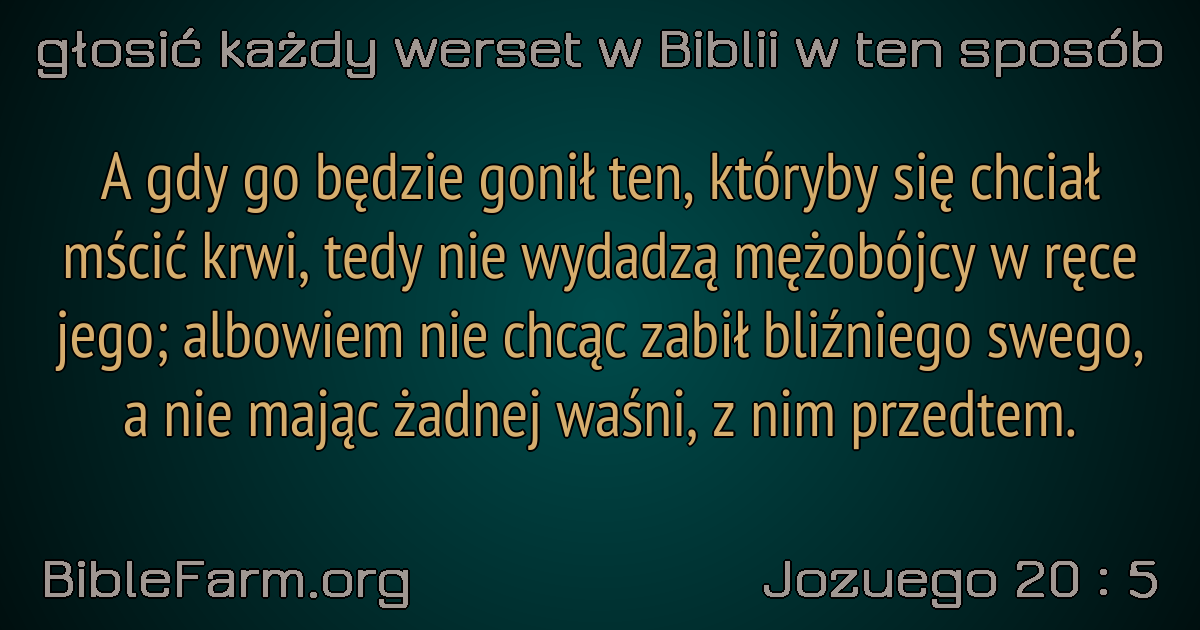 głosić każdy werset w Biblii w ten sposób
A gdy go będzie gonił ten, któryby się chciał
mścić krwi, tedy nie wydadzą mężobójcy w ręce
jego; albowiem nie chcąc zabił bliźniego swego,
a nie mając żadnej waśni, z nim przedtem.
BibleFarm.org
Jozuego 20 : 5